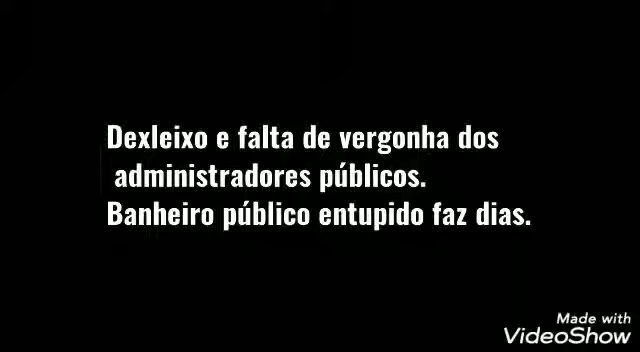 Dexleixo e falta de vergonha dos
administradores públicos.
Banheiro público entupido faz dias.
Made with
VideoShow